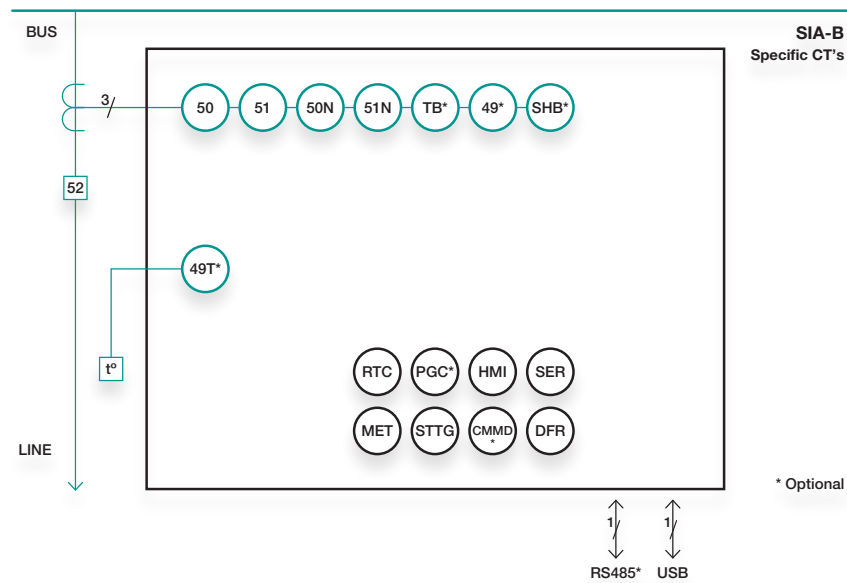 BUS
SIA-B
Specific CT's
3
50
51
50N
51N
TB*
49*
SHB*
52
49T*
t°
RTC
PGC*
HMI
SER
MET
STTG
CMMD
*
DFR
LINE
* Optional
1
1
RS485*
USB